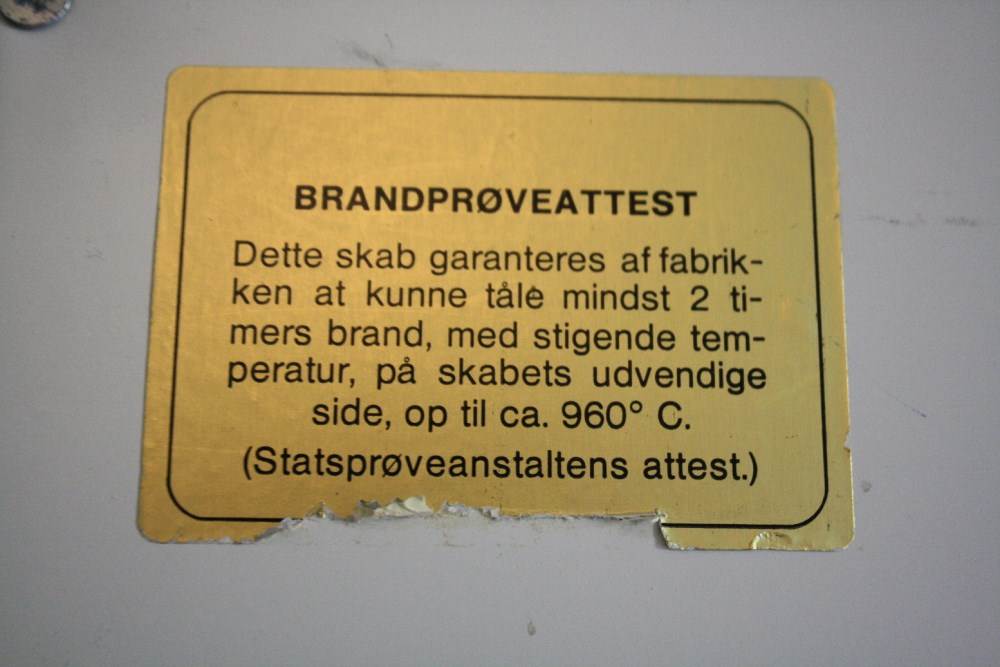 BRANDPRØVEATTEST
Dette skab garanteres af fabrik-
ken at kunne tåle mindst 2 ti-
mers brand, med stigende tem-
peratur, på skabets udvendige
side, op til ca. 960° C.
(Statsprøveanstaltens attest.)